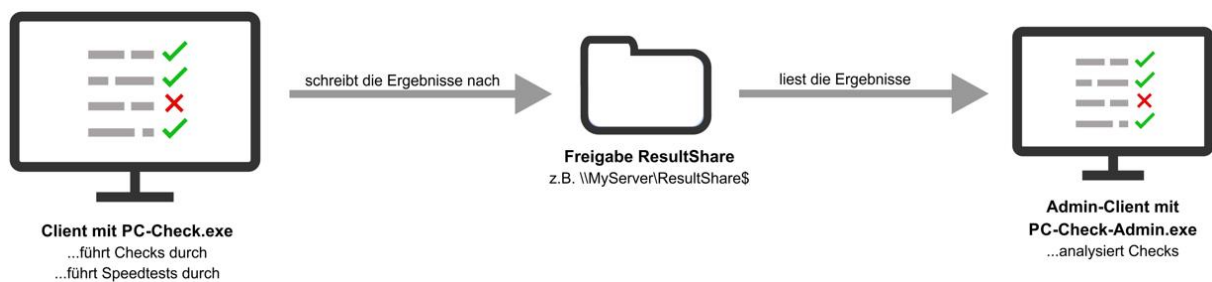 schreibt die Ergebnisse nach
liest die Ergebnisse
Client mit PC-Check.exe
...führt Checks durch
...führt Speedtests durch
Freigabe ResultShare
z.B. \\MyServer\ResultShare$
Admin-Client mit
PC-Check-Admin.exe
...analysiert Checks